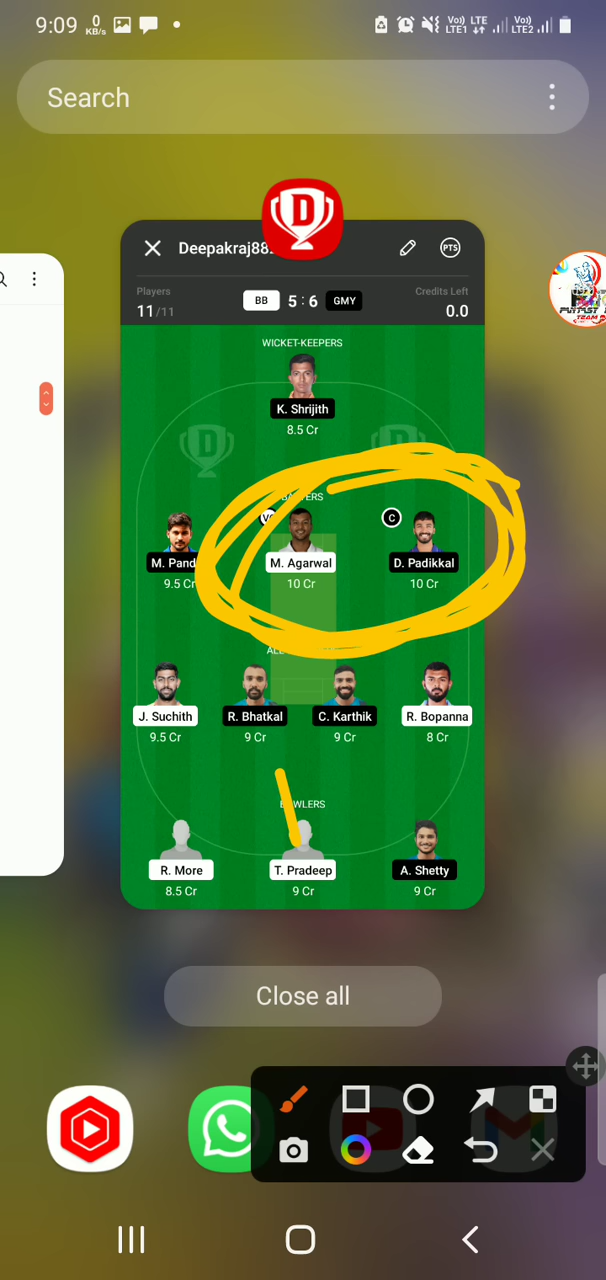 9:09 0 KB/s Vo)) LTE1 LTE Vo)) LTE2
Search
D
Deepakraj88 PTS
Players BB 5 : 6 GMY Credits Left
11/11 0.0
WICKET-KEEPERS
K. Shrijith
8.5 Cr
C
M. Pand M. Agarwal D. Padikkal
9.5 Cr 10 Cr 10 Cr
J. Suchith R. Bhatkal C. Karthik R. Bopanna
9.5 Cr 9 Cr 9 Cr 8 Cr
R. More T. Pradeep A. Shetty
8.5 Cr 9 Cr 9 Cr
Close all